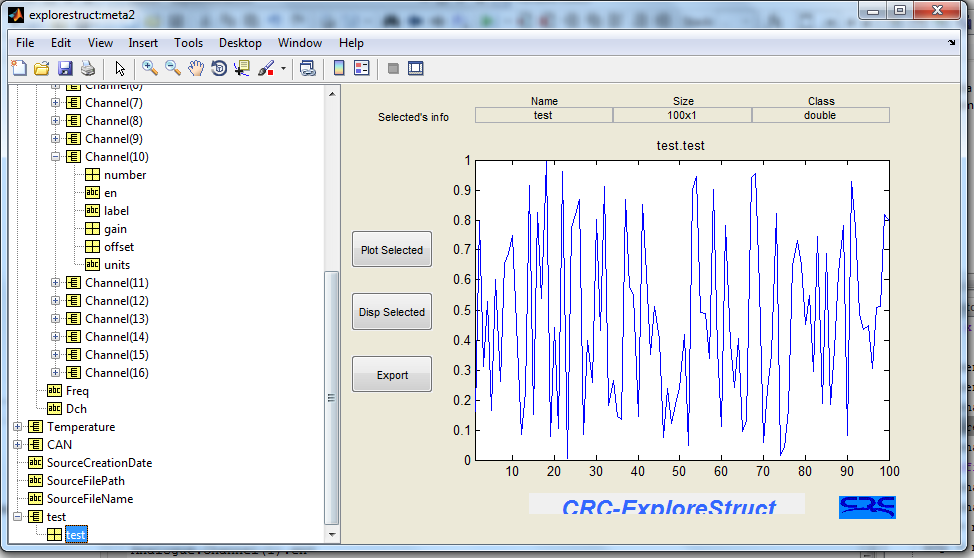 explorestruct:meta2
File Edit View Insert Tools Desktop Window Help
Channel(6)
Channel(7)
Channel(8)
Channel(9)
Channel(10)
number
en
label
gain
offset
units
Channel(11)
Channel(12)
Channel(13)
Channel(14)
Channel(15)
Channel(16)
Freq
Dch
Temperature
CAN
SourceCreationDate
SourceFilePath
SourceFileName
test
test
Name Size Class
Selected's info test 100x1 double
Plot Selected
Disp Selected
Export
test.test
1
0.9
0.8
0.7
0.6
0.5
0.4
0.3
0.2
0.1
0
10 20 30 40 50 60 70 80 90 100
CRC-ExploreStruct
CRC
Analogue.Channel(1).en